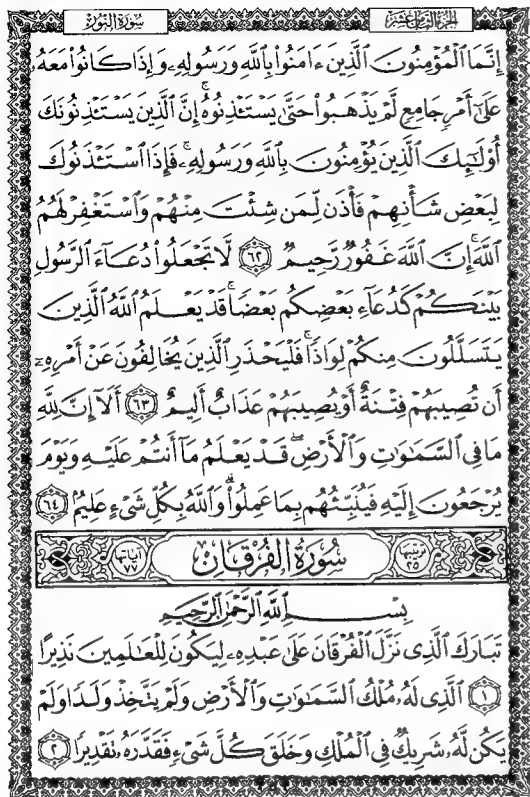 الجزء الثامن عشر
سورة النور
إِنَّمَا ٱلْمُؤْمِنُونَ ٱلَّذِينَ ءَامَنُوا۟ بِٱللَّهِ وَرَسُولِهِۦ وَإِذَا كَانُوا۟ مَعَهُۥ
عَلَىٰٓ أَمْرٍ جَامِعٍ لَّمْ يَذْهَبُوا۟ حَتَّىٰ يَسْتَـْٔذِنُوهُ ۚ إِنَّ ٱلَّذِينَ يَسْتَـْٔذِنُونَكَ
أُو۟لَـٰٓئِكَ ٱلَّذِينَ يُؤْمِنُونَ بِٱللَّهِ وَرَسُولِهِۦ ۚ فَإِذَا ٱسْتَـْٔذَنُوكَ
لِبَعْضِ شَأْنِهِمْ فَأْذَن لِّمَن شِئْتَ مِنْهُمْ وَٱسْتَغْفِرْ لَهُمُ
ٱللَّهَ ۚ إِنَّ ٱللَّهَ غَفُورٌ رَّحِيمٌ ٦٢ لَّا تَجْعَلُوا۟ دُعَآءَ ٱلرَّسُولِ
بَيْنَكُمْ كَدُعَآءِ بَعْضِكُم بَعْضًا ۚ قَدْ يَعْلَمُ ٱللَّهُ ٱلَّذِينَ
يَتَسَلَّلُونَ مِنكُمْ لِوَاذًا ۚ فَلْيَحْذَرِ ٱلَّذِينَ يُخَالِفُونَ عَنْ أَمْرِهِۦٓ
أَن تُصِيبَهُمْ فِتْنَةٌ أَوْ يُصِيبَهُمْ عَذَابٌ أَلِيمٌ ٦٣ أَلَآ إِنَّ لِلَّهِ
مَا فِى ٱلسَّمَـٰوَٰتِ وَٱلْأَرْضِ ۖ قَدْ يَعْلَمُ مَآ أَنتُمْ عَلَيْهِ وَيَوْمَ
يُرْجَعُونَ إِلَيْهِ فَيُنَبِّئُهُم بِمَا عَمِلُوا۟ ۗ وَٱللَّهُ بِكُلِّ شَىْءٍ عَلِيمٌۢ ٦٤
ترتيبها ٢٥ سُورَةُ الفُرْقَانِ آياتها ٧٧
بِسْمِ ٱللَّهِ ٱلرَّحْمَـٰنِ ٱلرَّحِيمِ
تَبَارَكَ ٱلَّذِى نَزَّلَ ٱلْفُرْقَانَ عَلَىٰ عَبْدِهِۦ لِيَكُونَ لِلْعَـٰلَمِينَ نَذِيرًا
١ ٱلَّذِى لَهُۥ مُلْكُ ٱلسَّمَـٰوَٰتِ وَٱلْأَرْضِ وَلَمْ يَتَّخِذْ وَلَدًا وَلَمْ
يَكُن لَّهُۥ شَرِيكٌ فِى ٱلْمُلْكِ وَخَلَقَ كُلَّ شَىْءٍ فَقَدَّرَهُۥ تَقْدِيرًا ٢